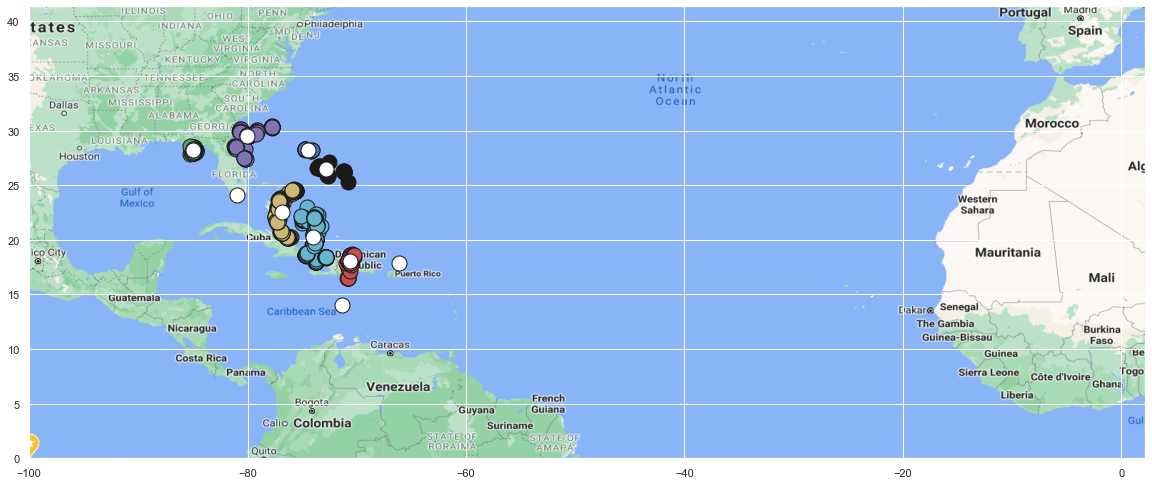 ILLINOIS
OHIO
PENN
Philadelphia
tates
INDIANA
MD
DE
NJ
KANSAS
MISSOURI
WEST
VIRGINIA
KENTUCKY
VIRGINIA
OKLAHOMA
TENNESSEE
NORTH
CAROLINA
ARKANSAS
MISSISSIPPI
SOUTH
CAROLINA
Dallas
ALABAMA
GEORGI
EXAS
LOUISIANA
Houston
FLORIDA
Gulf of
Mexico
Cuba
ico City
Puerto Rico
Guatemala
Caribbean Sea
Nicaragua
Costa Rica
Panama
Caracas
Venezuela
Bogota
Cali
Colombia
Guyana
French
Guiana
Suriname
STATE OF
RORAIMA
STATE OF
AMAPA
Quito
North
Atlantic
Ocean
Portugal
Madrid
Spain
Morocco
Alg
Western
Sahara
Mauritania
Mali
Dakar
Senegal
The Gambia
Guinea-Bissau
Burkina
Faso
Guinea
Be
Sierra Leone
Côte d'Ivoire
Togo
Ghana
Liberia
Gulf
40
35
30
25
20
15
10
5
0
−100
−80
−60
−40
−20
0